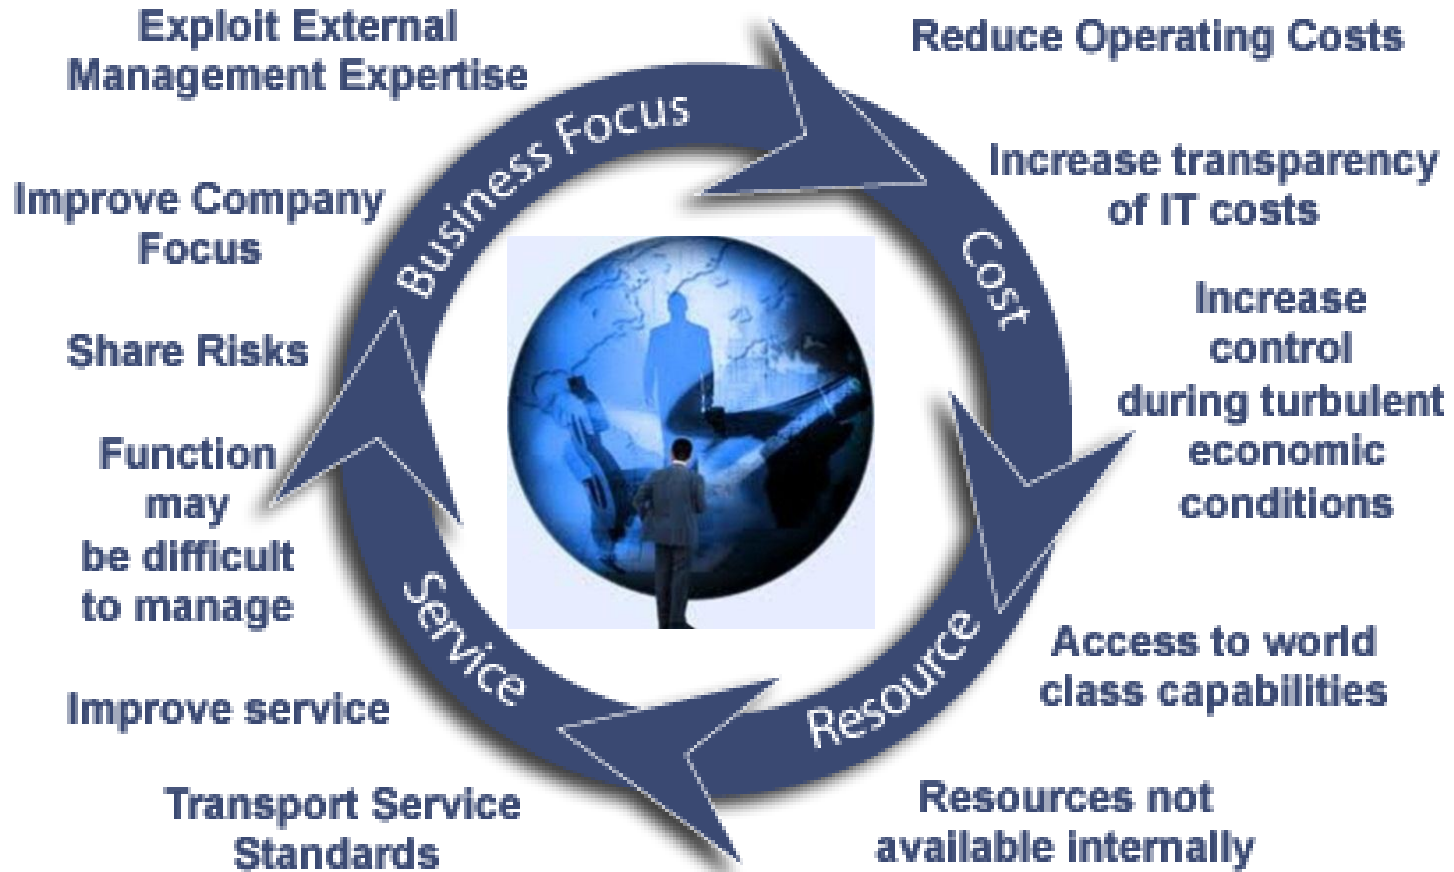 Exploit External
Management Expertise
Reduce Operating Costs
Business Focus
Increase transparency
of IT costs
Improve Company
Focus
Cost
Increase
control
during turbulent
economic
conditions
Share Risks
Function
may
be difficult
to manage
Service
Resource
Access to world
class capabilities
Improve service
Transport Service
Standards
Resources not
available internally